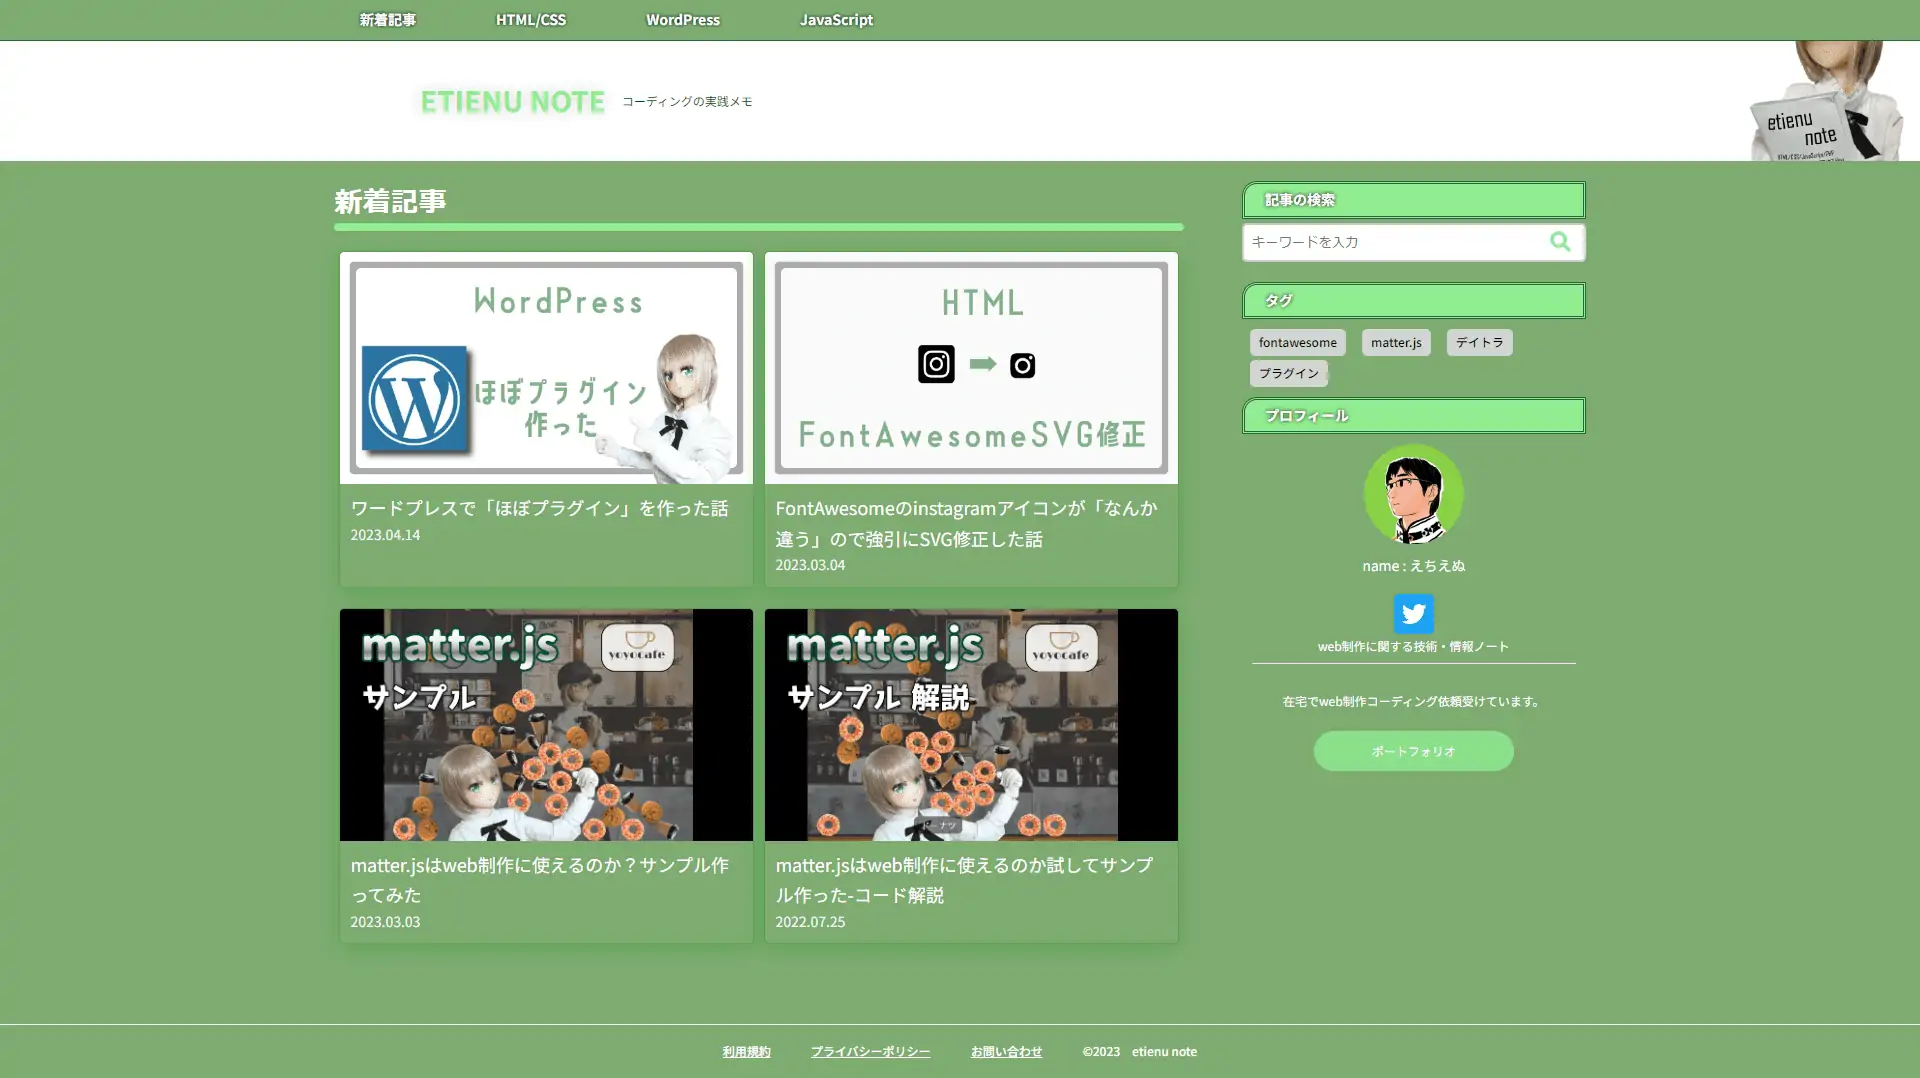 新着記事
HTML/CSS
WordPress
JavaScript
ETIENU NOTE
コーディングの実践メモ
etienu
note
新着記事
WordPress
ほぼプラグイン
作った
ワードプレスで「ほぼプラグイン」を作った話
2023.04.14
HTML
FontAwesomeSVG修正
FontAwesomeのinstagramアイコンが「なんか
違う」ので強引にSVG修正した話
2023.03.04
matter.js
yoyocafe
サンプル
matter.jsはweb制作に使えるのか？サンプル作
ってみた
2023.03.03
matter.js
yoyocafe
サンプル 解説
ドーナツ
matter.jsはweb制作に使えるのか試してサンプ
ル作った-コード解説
2022.07.25
記事の検索
キーワードを入力
タグ
fontawesome
matter.js
デイトラ
プラグイン
プロフィール
name : えちえぬ
web制作に関する技術・情報ノート
在宅でweb制作コーディング依頼受けています。
ポートフォリオ
利用規約
プライバシーポリシー
お問い合わせ
©2023 etienu note